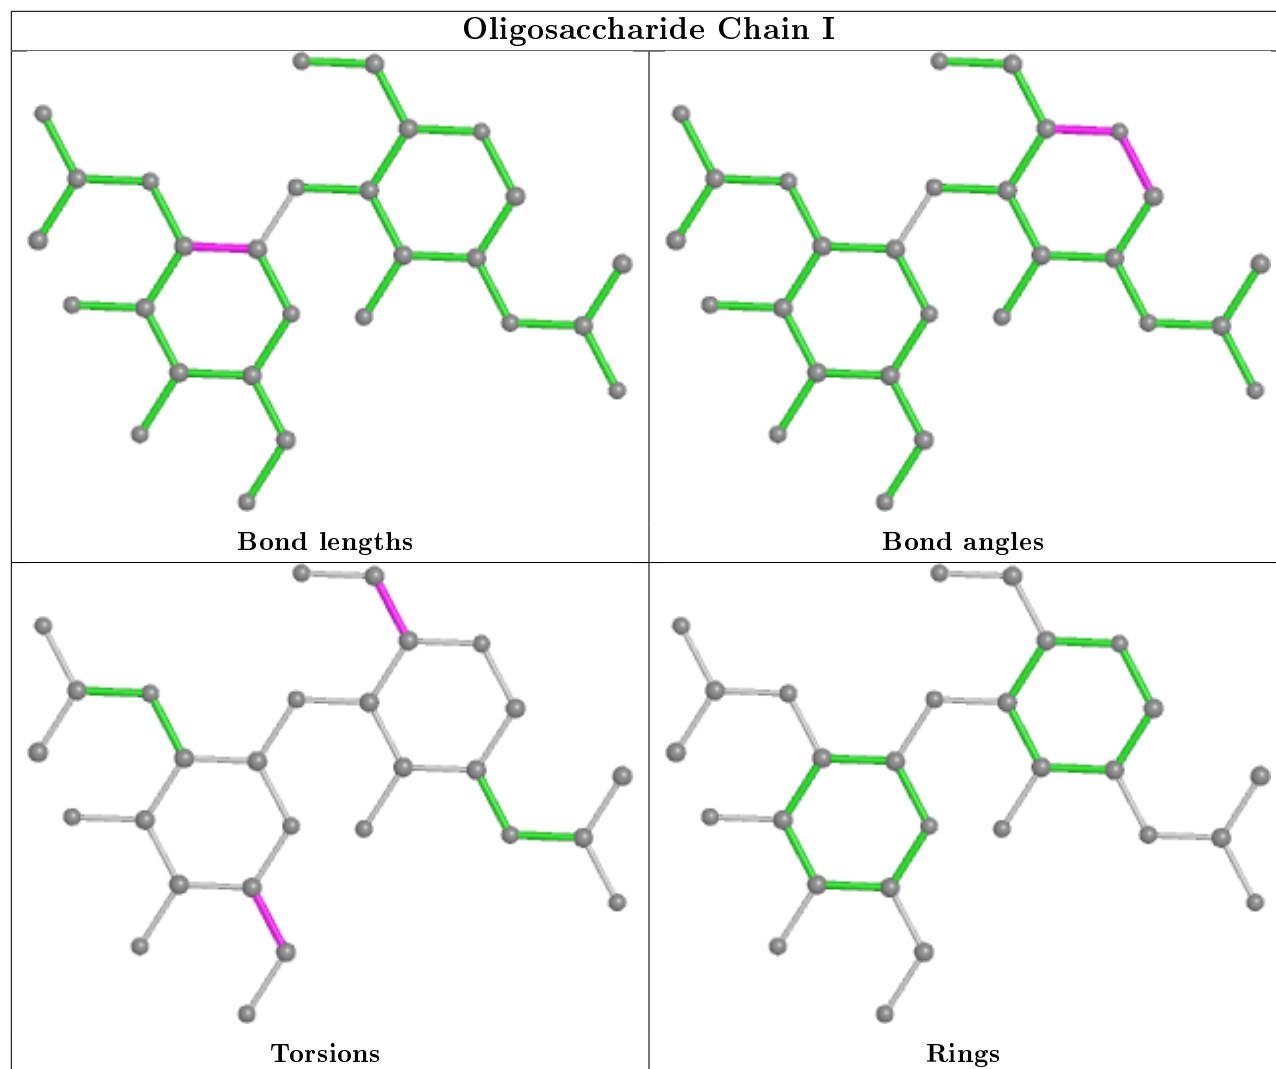 Oligosaccharide Chain I
Bond lengths
Bond angles
Torsions
Rings